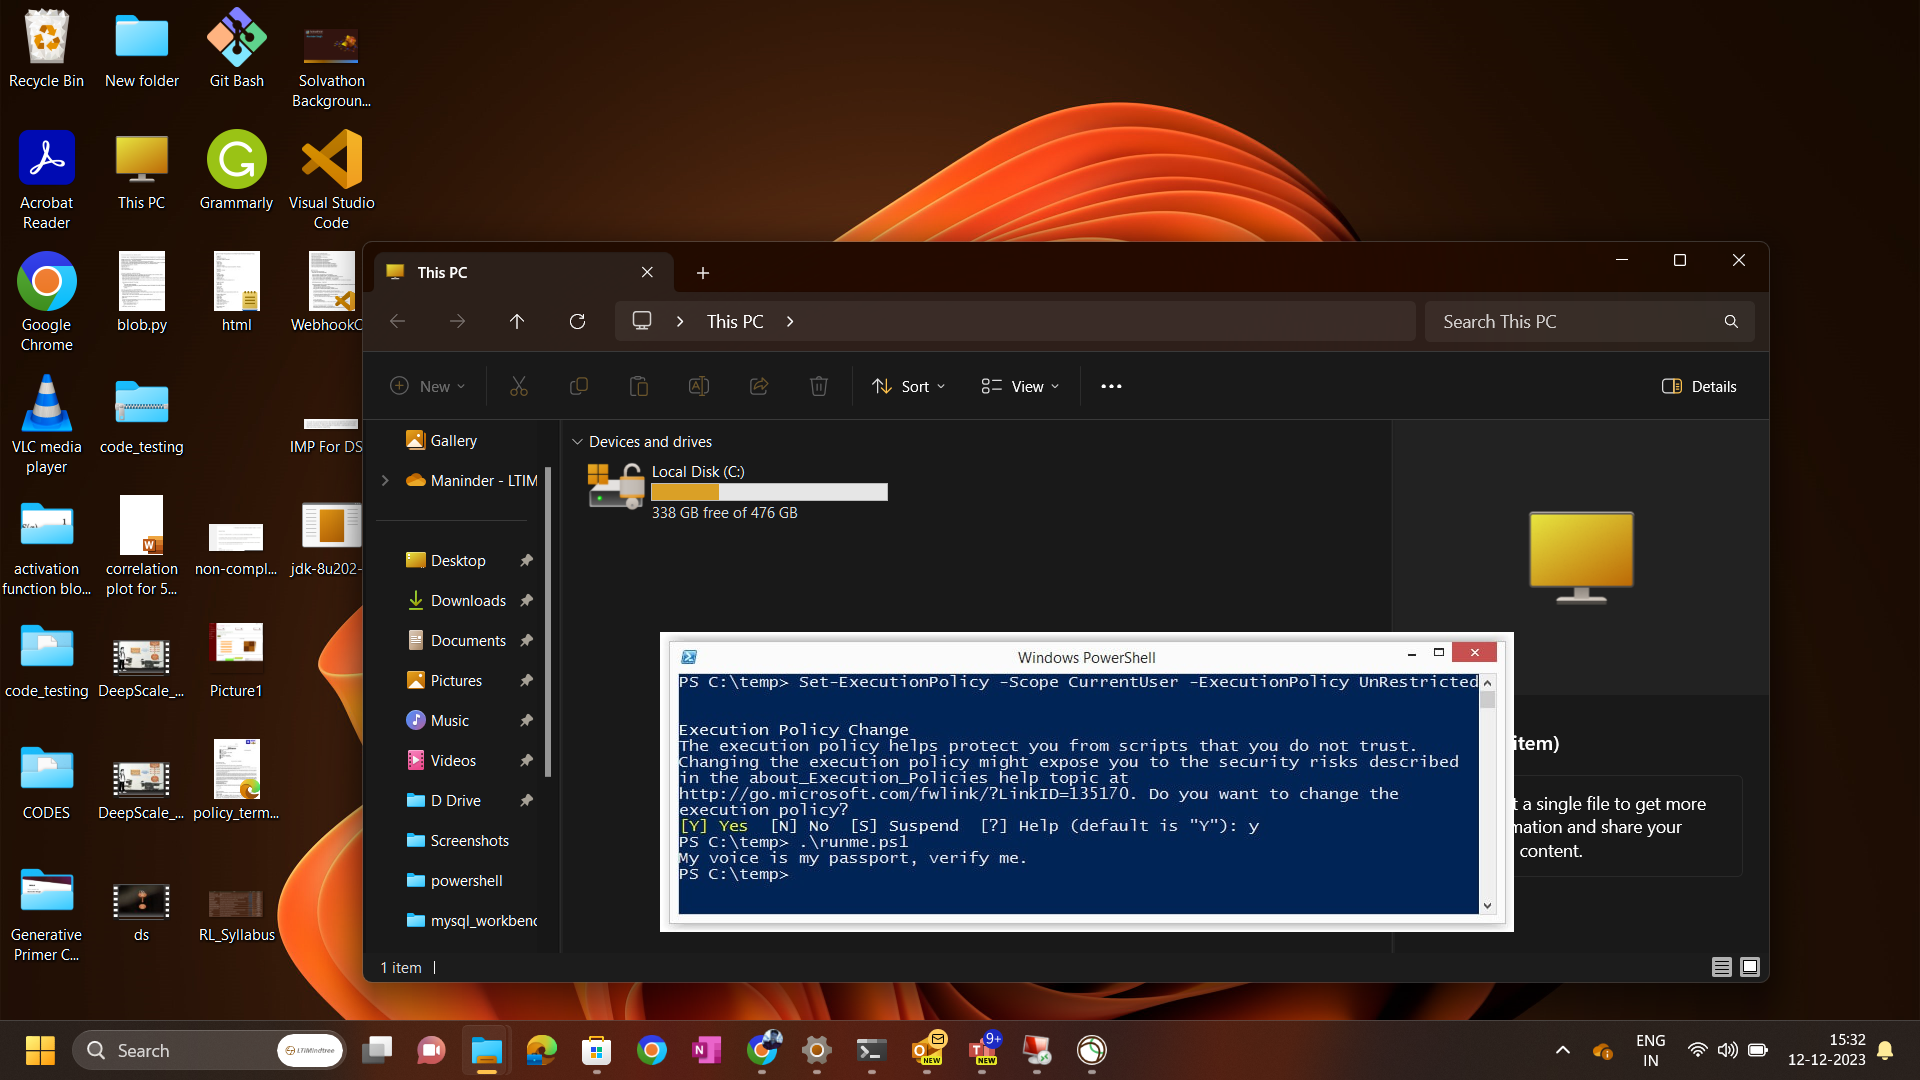 Recycle Bin
New folder
Git Bash
Solvathon
Backgroun...
Acrobat
Reader
This PC
Grammarly
Visual Studio
Code
Google
Chrome
blob.py
html
WebhookC
VLC media
player
code_testing
IMP For DS
activation
function blo...
correlation
plot for 5...
non-compl...
jdk-8u202-
code_testing
DeepScale_...
Picture1
CODES
DeepScale_...
policy_term...
Generative
Primer C...
ds
RL_Syllabus
This PC
This PC
Search This PC
New
Sort
View
Details
Gallery
Maninder - LTIM
Desktop
Downloads
Documents
Pictures
Music
Videos
D Drive
Screenshots
powershell
mysql_workbenc
Devices and drives
Local Disk (C:)
338 GB free of 476 GB
item)
t a single file to get more
mation and share your
content.
1 item
Windows PowerShell
PS C:\temp> Set-ExecutionPolicy -Scope CurrentUser -ExecutionPolicy UnRestricted
Execution Policy Change
The execution policy helps protect you from scripts that you do not trust.
Changing the execution policy might expose you to the security risks described
in the about_Execution_Policies help topic at
http://go.microsoft.com/fwlink/?LinkID=135170. Do you want to change the
execution policy?
[Y] Yes  [N] No  [S] Suspend  [?] Help (default is "Y"): y
PS C:\temp> .\runme.ps1
My voice is my passport, verify me.
PS C:\temp>
Search
LTIMindtree
NEW
9+
NEW
ENG
IN
15:32
12-12-2023